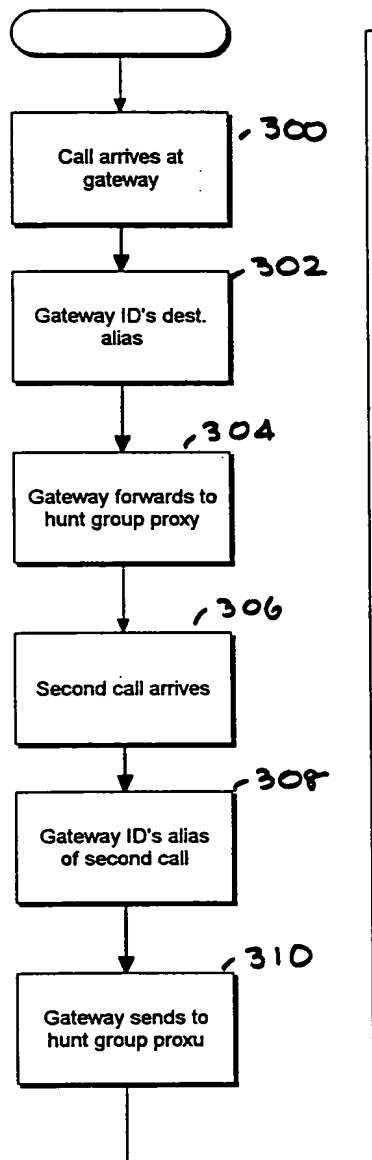 300
Call arrives at
gateway
302
Gateway ID's dest.
alias
304
Gateway forwards to
hunt group proxy
306
Second call arrives
308
Gateway ID's alias
of second call
310
Gateway sends to
hunt group proxu